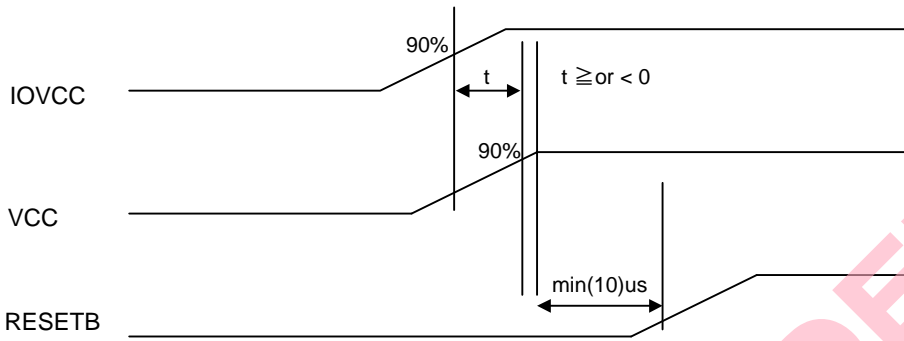 90%
IOVCC
t
t ≧or < 0
90%
VCC
min(10)us
RESETB